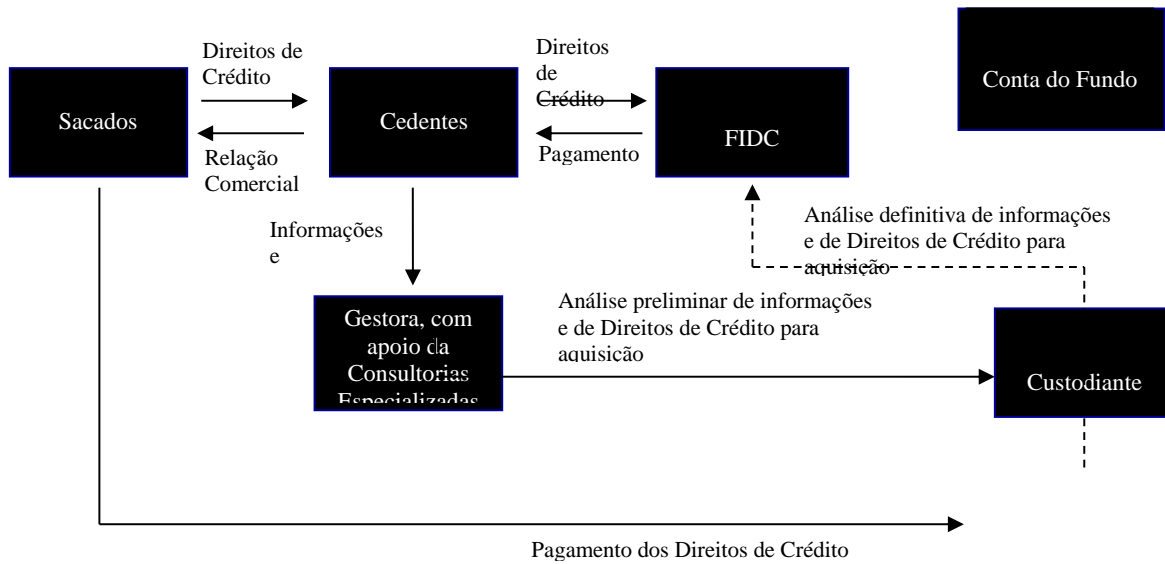 Direitos de
Crédito
Direitos
de
Crédito
Conta do Fundo
Sacados
Cedentes
FIDC
Relação
Comercial
Pagamento
Informações
e
Análise definitiva de informações
e de Direitos de Crédito para
aquisição
Análise preliminar de informações
e de Direitos de Crédito para
aquisição
Gestora, com
apoio da
Consultorias
Especializadas
Custodiante
Pagamento dos Direitos de Crédito